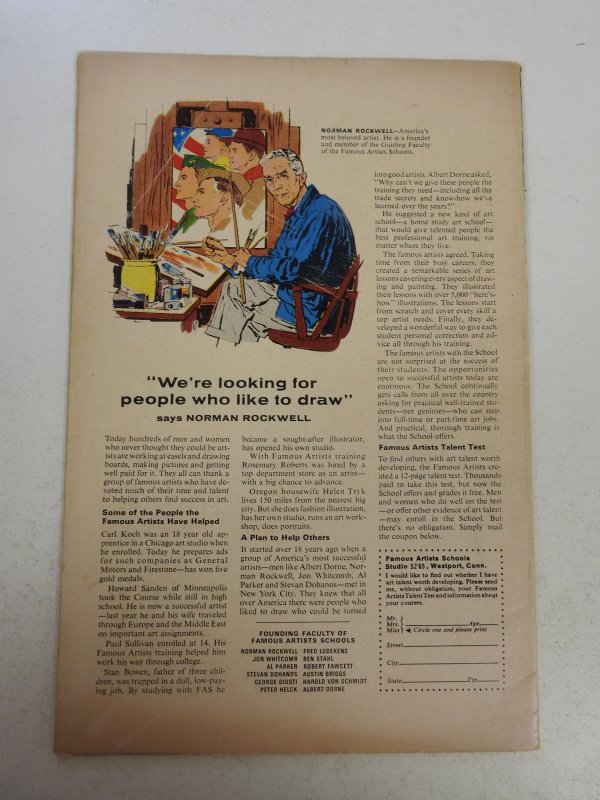 NORMAN ROCKWELL—America's
most beloved artist. He is a founder
and member of the Guiding Faculty
of the Famous Artists Schools.
"We're looking for
people who like to draw"
says NORMAN ROCKWELL
Today hundreds of men and women
who never thought they could be art-
ists are working at easels and drawing
boards, making pictures and getting
well paid for it. They all can thank a
group of famous artists who have de-
voted much of their time and talent
to helping others find success in art.
Some of the People the
Famous Artists Have Helped
Carl Koch was an 18 year old ap-
prentice in a Chicago art studio when
he enrolled. Today he prepares ads
for such companies as General
Motors and Firestone—has won five
gold medals.
Howard Sanden of Minneapolis
took the Course while still in high
school. He is now a successful artist
—last year he and his wife traveled
through Europe and the Middle East
on important art assignments.
Paul Sullivan enrolled at 14. His
Famous Artists training helped him
work his way through college.
Stan Bowen, father of three chil-
dren, was trapped in a dull, low-pay-
ing job. By studying with FAS he
became a sought-after illustrator,
has opened his own studio.
With Famous Artists training
Rosemary Roberts was hired by a
top department store as an artist—
with a big chance to advance.
Oregon housewife Helen Tryk
lives 150 miles from the nearest big
city. But she does fashion illustration,
has her own studio, runs an art work-
shop, does portraits.
A Plan to Help Others
It started over 18 years ago when a
group of America's most successful
artists—men like Albert Dorne, Nor-
man Rockwell, Jon Whitcomb, Al
Parker and Stevan Dohanos—met in
New York City. They knew that all
over America there were people who
liked to draw who could be turned
into good artists. Albert Dorne asked,
"Why can't we give these people the
training they need—including all the
trade secrets and know-how we've
learned over the years?"
He suggested a new kind of art
school—a home study art school—
that would give talented people the
best professional art training, no
matter where they live.
The famous artists agreed. Taking
time from their busy careers, they
created a remarkable series of art
lessons covering every aspect of draw-
ing and painting. They illustrated
their lessons with over 5,000 "here's-
how" illustrations. The lessons start
from scratch and cover every skill a
top artist needs. Finally, they de-
veloped a wonderful way to give each
student personal correction and ad-
vice all through his training.
The famous artists with the School
are not surprised at the success of
their students. The opportunities
open to successful artists today are
enormous. The School continually
gets calls from all over the country
asking for practical well-trained stu-
dents—not geniuses—who can step
into full-time or part-time art jobs.
And practical, thorough training is
what the School offers.
Famous Artists Talent Test
To find others with art talent worth
developing, the Famous Artists cre-
ated a 12-page talent test. Thousands
paid to take this test, but now the
School offers and grades it free. Men
and women who do well on the test
—or offer other evidence of art talent
—may enroll in the School. But
there's no obligation. Simply mail
the coupon below.
FOUNDING FACULTY OF
FAMOUS ARTISTS SCHOOLS
NORMAN ROCKWELL FRED LUDEKENS
JON WHITCOMB BEN STAHL
AL PARKER ROBERT FAWCETT
STEVAN DOHANOS AUSTIN BRIGGS
GEORGE GIUSTI HAROLD VON SCHMIDT
PETER HELCK ALBERT DORNE
Famous Artists Schools
Studio 5265, Westport, Conn.
I would like to find out whether I have
art talent worth developing. Please send
me, without obligation, your Famous
Artists Talent Test and information about
your courses.
Mr.
Mrs. Age
Miss Circle one and please print
Street
City
State Zip